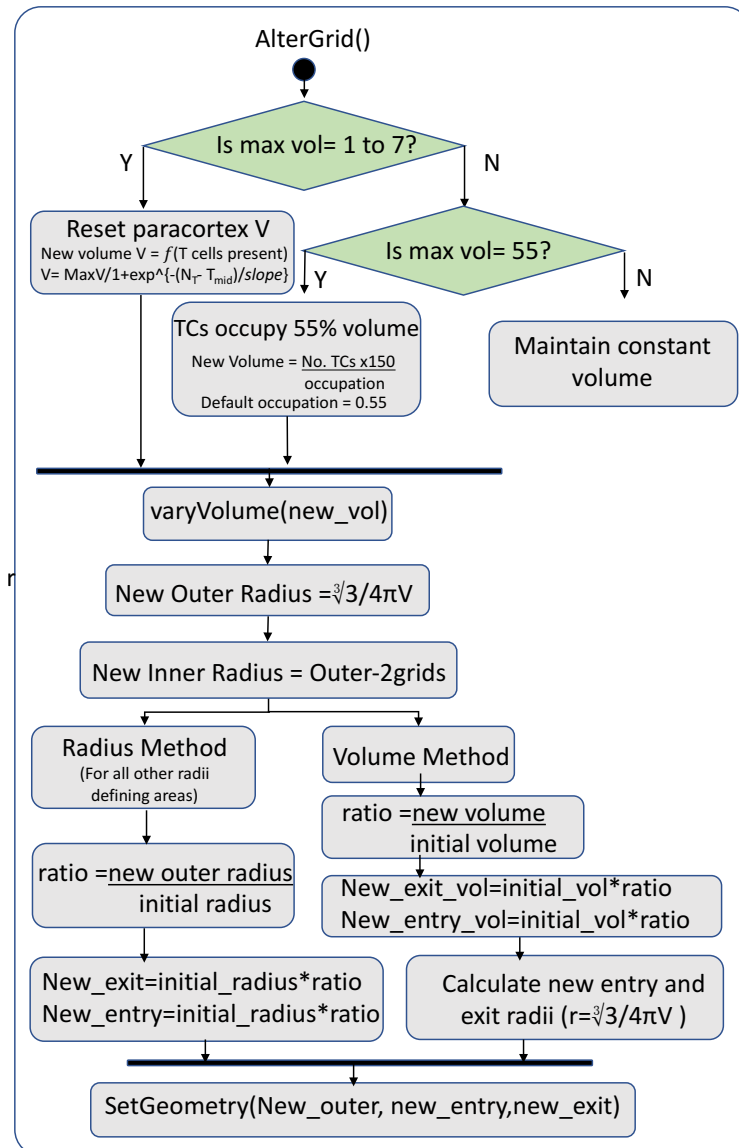 AlterGrid()
Is max vol= 1 to 7?
Y
N
Reset paracortex V
New volume V = f(T cells present)
V= MaxV/1+exp^{-(N_T- T_mid)/slope}
Is max vol= 55?
Y
N
TCs occupy 55% volume
New Volume = No. TCs x150
occupation
Default occupation = 0.55
Maintain constant
volume
varyVolume(new_vol)
r
New Outer Radius =∛3/4πV
New Inner Radius = Outer-2grids
Radius Method
(For all other radii
defining areas)
Volume Method
ratio =new volume
initial volume
ratio =new outer radius
initial radius
New_exit_vol=initial_vol*ratio
New_entry_vol=initial_vol*ratio
New_exit=initial_radius*ratio
New_entry=initial_radius*ratio
Calculate new entry and
exit radii (r=∛3/4πV )
SetGeometry(New_outer, new_entry,new_exit)